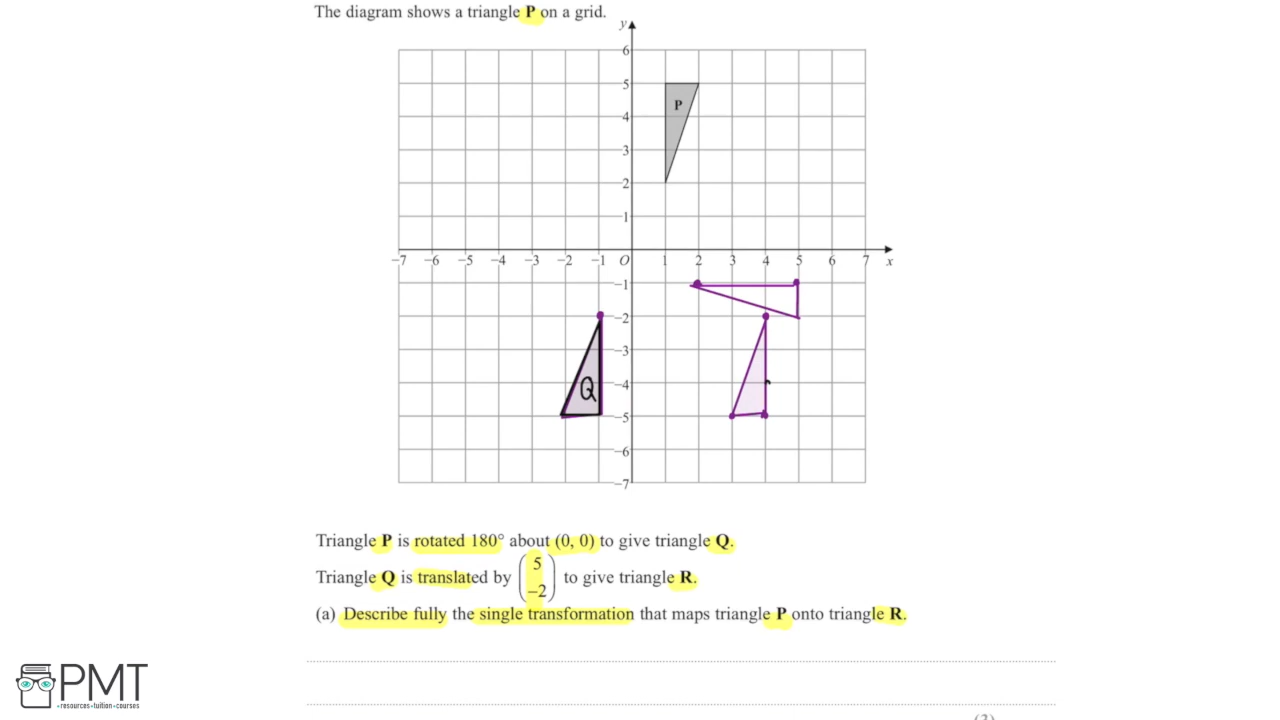 The diagram shows a triangle P on a grid.
y
6
5
P
4
3
2
1
−7 −6 −5 −4 −3 −2 −1 O 1 2 3 4 5 6 7 x
−1
−2
−3
Q −4
−5
−6
−7
Triangle P is rotated 180° about (0, 0) to give triangle Q.
5
Triangle Q is translated by ( ) to give triangle R.
−2
(a) Describe fully the single transformation that maps triangle P onto triangle R.
PMT
•resources•tuition•courses